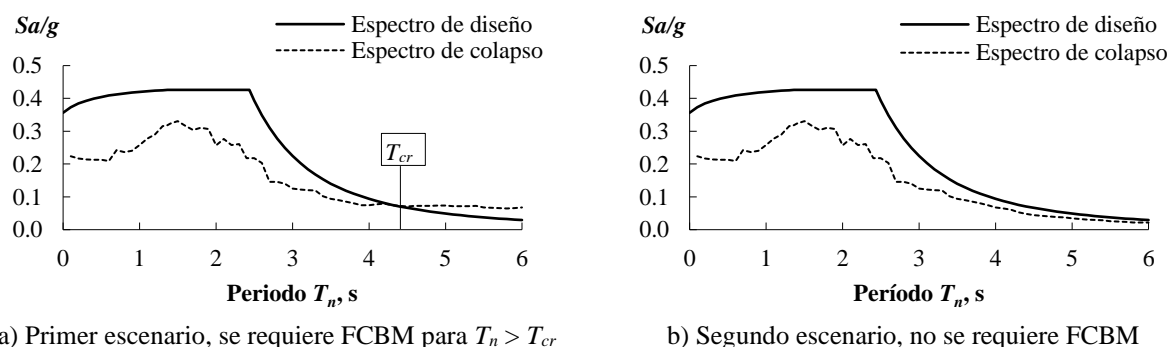 Sa/g
Espectro de diseño
Espectro de colapso
0.5
0.4
0.3
0.2
0.1
0.0
T_cr
0 1 2 3 4 5 6
Periodo T_n, s
a) Primer escenario, se requiere FCBM para T_n > T_cr
Sa/g
Espectro de diseño
Espectro de colapso
0.5
0.4
0.3
0.2
0.1
0.0
0 1 2 3 4 5 6
Período T_n, s
b) Segundo escenario, no se requiere FCBM